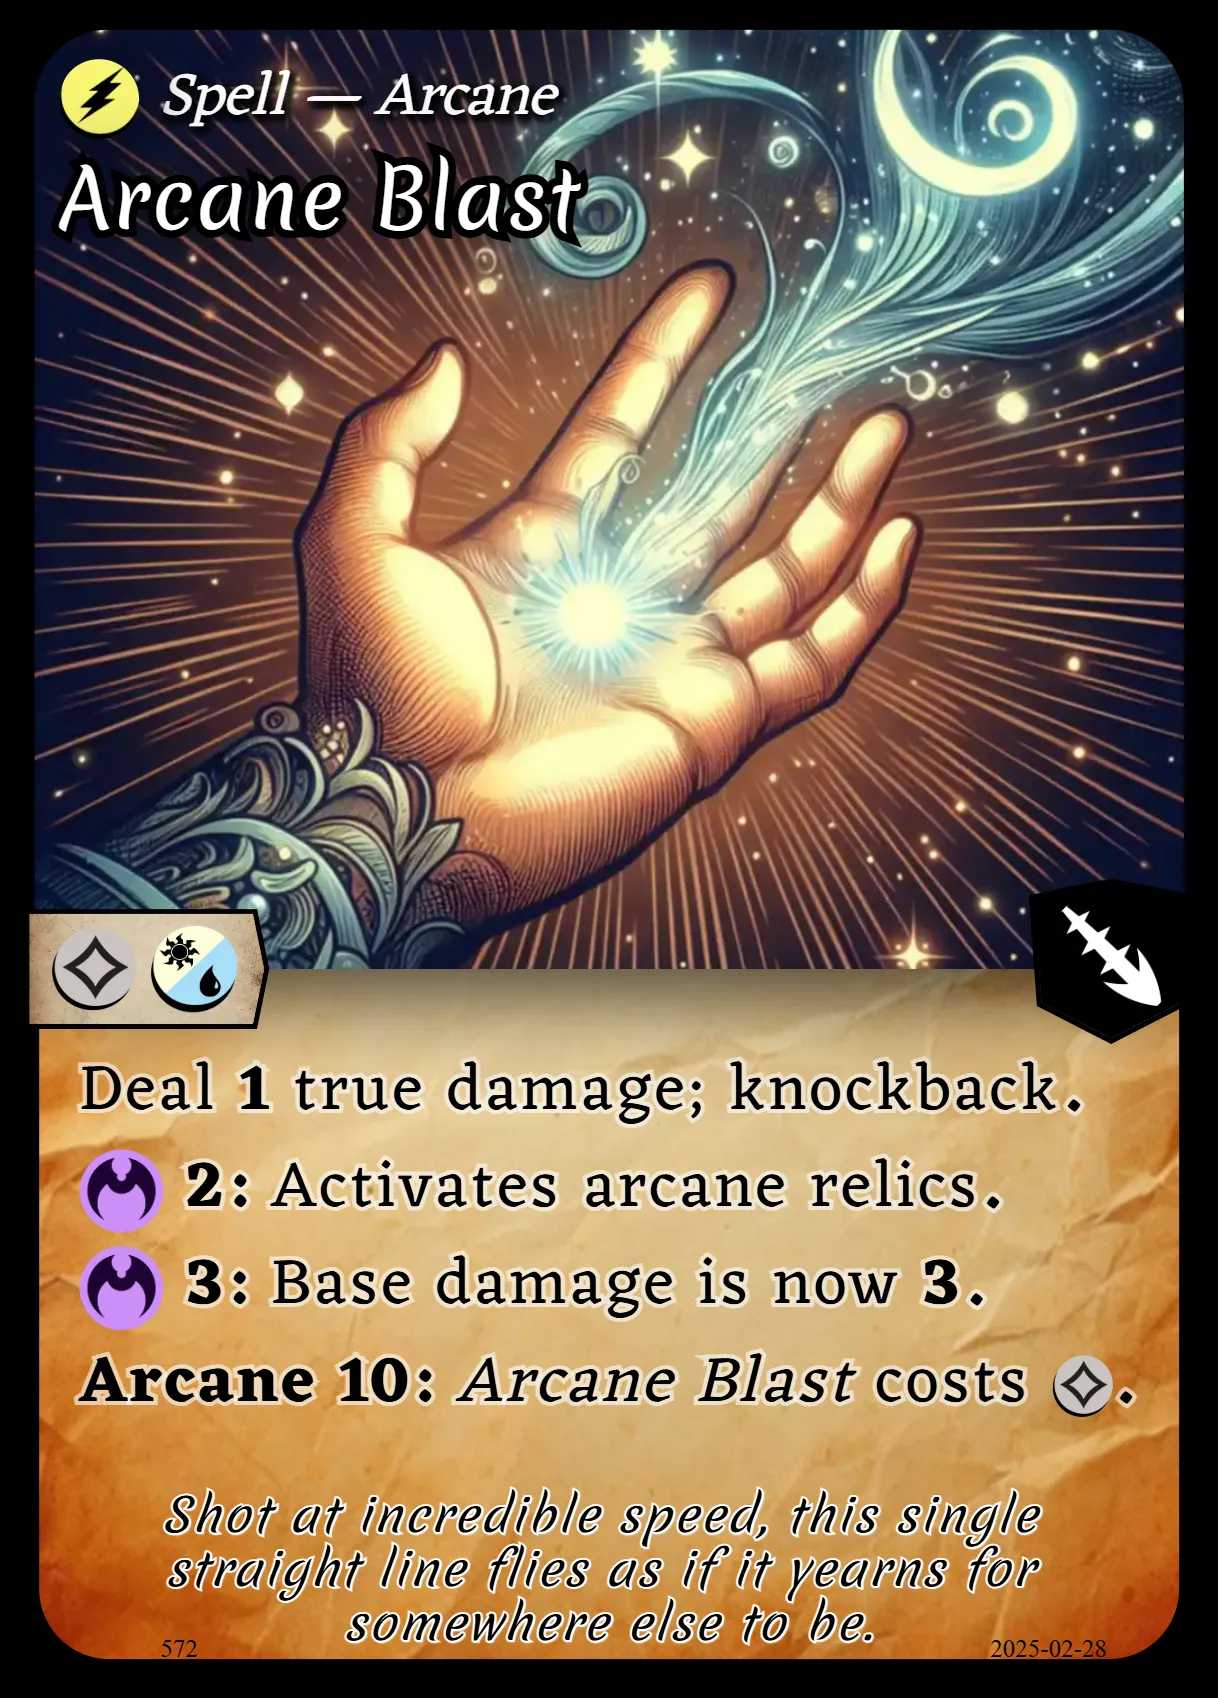 Spell — Arcane
Arcane Blast
Deal 1 true damage; knockback.
2: Activates arcane relics.
3: Base damage is now 3.
Arcane 10: Arcane Blast costs .
Shot at incredible speed, this single
straight line flies as if it yearns for
somewhere else to be.
572
2025-02-28